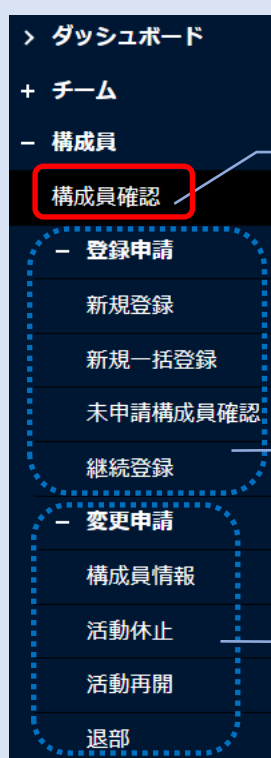 > ダッシュボード
+ チーム
− 構成員
構成員確認
− 登録申請
新規登録
新規一括登録
未申請構成員確認
継続登録
− 変更申請
構成員情報
活動休止
活動再開
退部